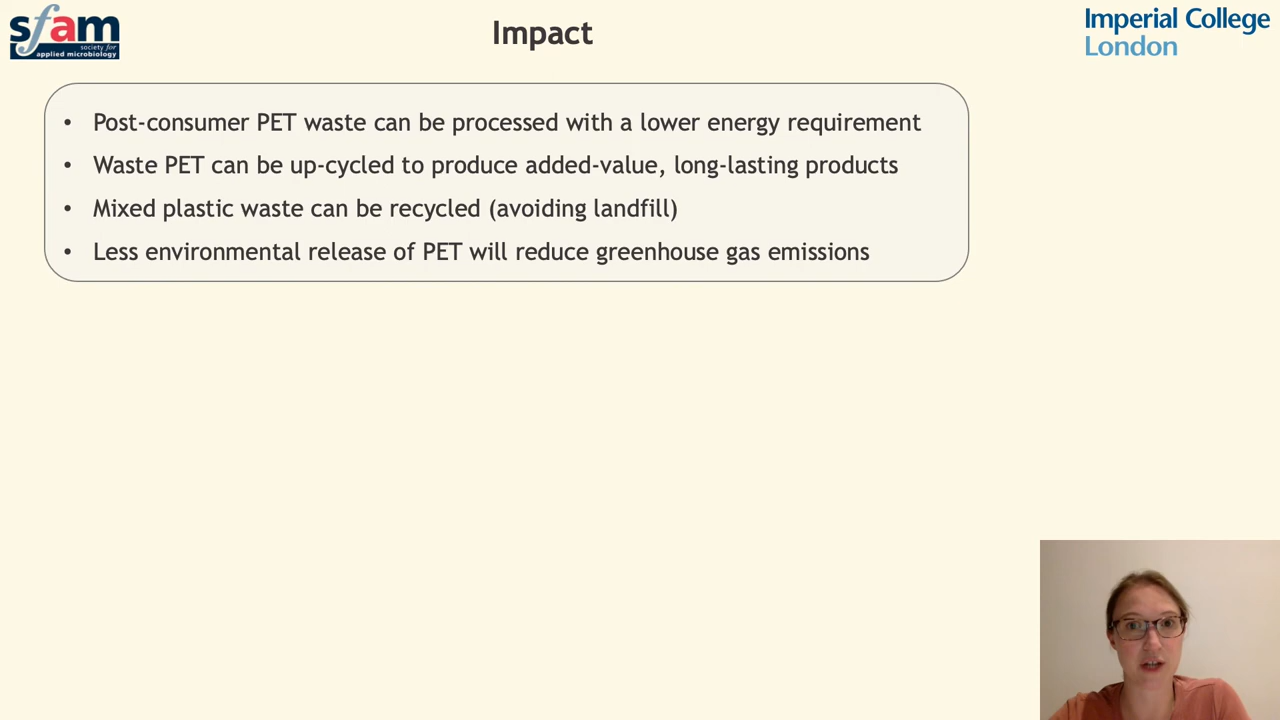 sfam
society for
applied microbiology
Impact
Imperial College
London
• Post-consumer PET waste can be processed with a lower energy requirement
• Waste PET can be up-cycled to produce added-value, long-lasting products
• Mixed plastic waste can be recycled (avoiding landfill)
• Less environmental release of PET will reduce greenhouse gas emissions